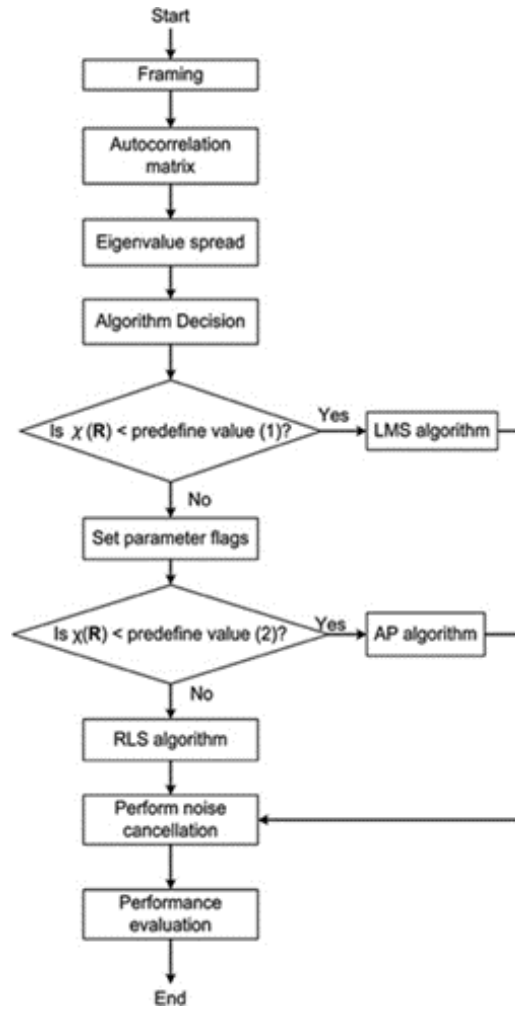 Start
Framing
Autocorrelation
matrix
Eigenvalue spread
Algorithm Decision
Is χ (R) < predefine value (1)?
Yes
LMS algorithm
No
Set parameter flags
Is χ(R) < predefine value (2)?
Yes
AP algorithm
No
RLS algorithm
Perform noise
cancellation
Performance
evaluation
End